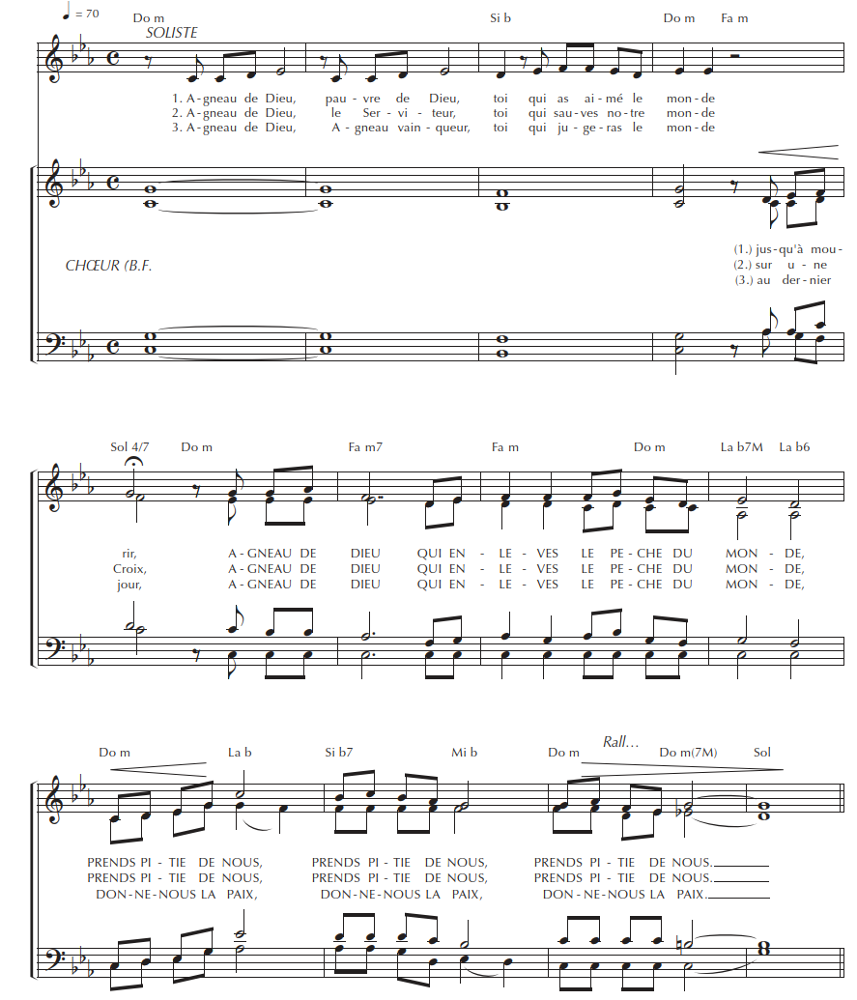 = 70
Do m Si b Do m Fa m
SOLISTE
1. A-gneau de Dieu, pau - vre de Dieu, toi qui as ai-mé le mon-de
2. A-gneau de Dieu, le Ser - vi - teur, toi qui sau-ves no-tre mon-de
3. A-gneau de Dieu, A - gneau vain-queur, toi qui ju-ge-ras le mon-de
CHŒUR (B.F.
(1.) jus-qu'à mou-
(2.) sur u - ne
(3.) au der-nier
Sol 4/7 Do m Fa m7 Fa m Do m La b7M La b6
rir, A-GNEAU DE DIEU QUI EN - LE - VES LE PE-CHE DU MON - DE,
Croix, A-GNEAU DE DIEU QUI EN - LE - VES LE PE-CHE DU MON - DE,
jour, A-GNEAU DE DIEU QUI EN - LE - VES LE PE-CHE DU MON - DE,
Rall...
Do m La b Si b7 Mi b Do m Do m(7M) Sol
PRENDS PI - TIE DE NOUS, PRENDS PI - TIE DE NOUS, PRENDS PI - TIE DE NOUS.
PRENDS PI - TIE DE NOUS, PRENDS PI - TIE DE NOUS, PRENDS PI - TIE DE NOUS.
DON-NE-NOUS LA PAIX, DON-NE-NOUS LA PAIX, DON-NE-NOUS LA PAIX.